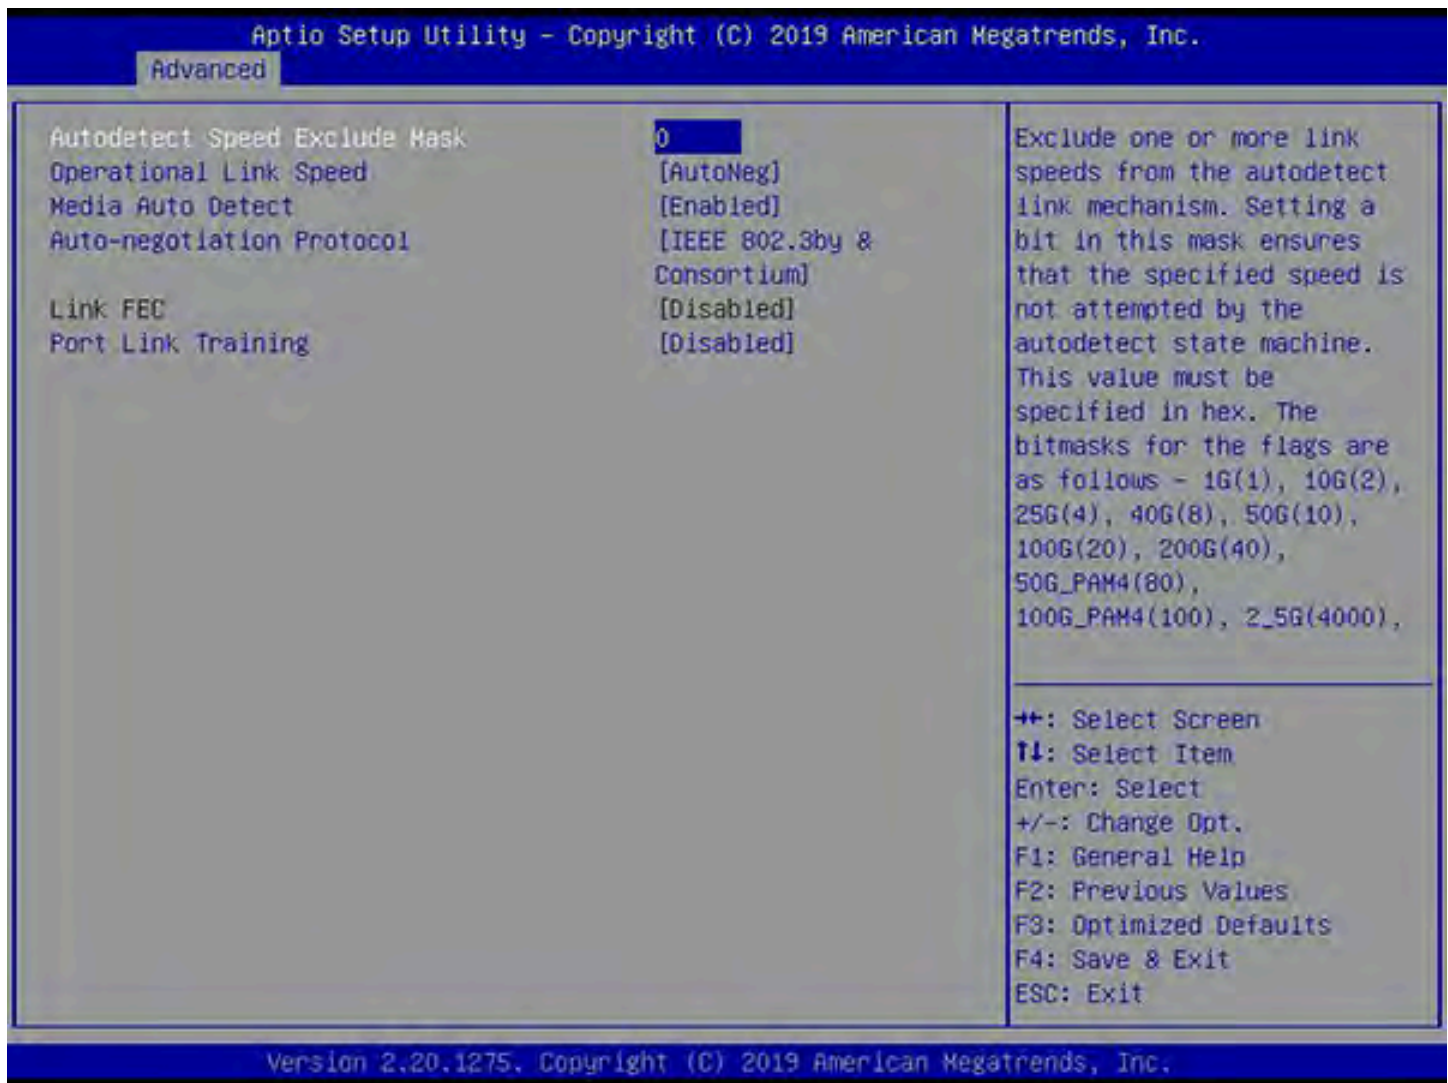 Aptio Setup Utility – Copyright (C) 2019 American Megatrends, Inc.
Advanced
Autodetect Speed Exclude Mask 0
Operational Link Speed [AutoNeg]
Media Auto Detect [Enabled]
Auto-negotiation Protocol [IEEE 802.3by &
Consortium]
Link FEC [Disabled]
Port Link Training [Disabled]
Exclude one or more link
speeds from the autodetect
link mechanism. Setting a
bit in this mask ensures
that the specified speed is
not attempted by the
autodetect state machine.
This value must be
specified in hex. The
bitmasks for the flags are
as follows - 1G(1), 10G(2),
25G(4), 40G(8), 50G(10),
100G(20), 200G(40),
50G_PAM4(80),
100G_PAM4(100), 2_5G(4000),
→←: Select Screen
↑↓: Select Item
Enter: Select
+/-: Change Opt.
F1: General Help
F2: Previous Values
F3: Optimized Defaults
F4: Save & Exit
ESC: Exit
Version 2.20.1275. Copyright (C) 2019 American Megatrends, Inc.